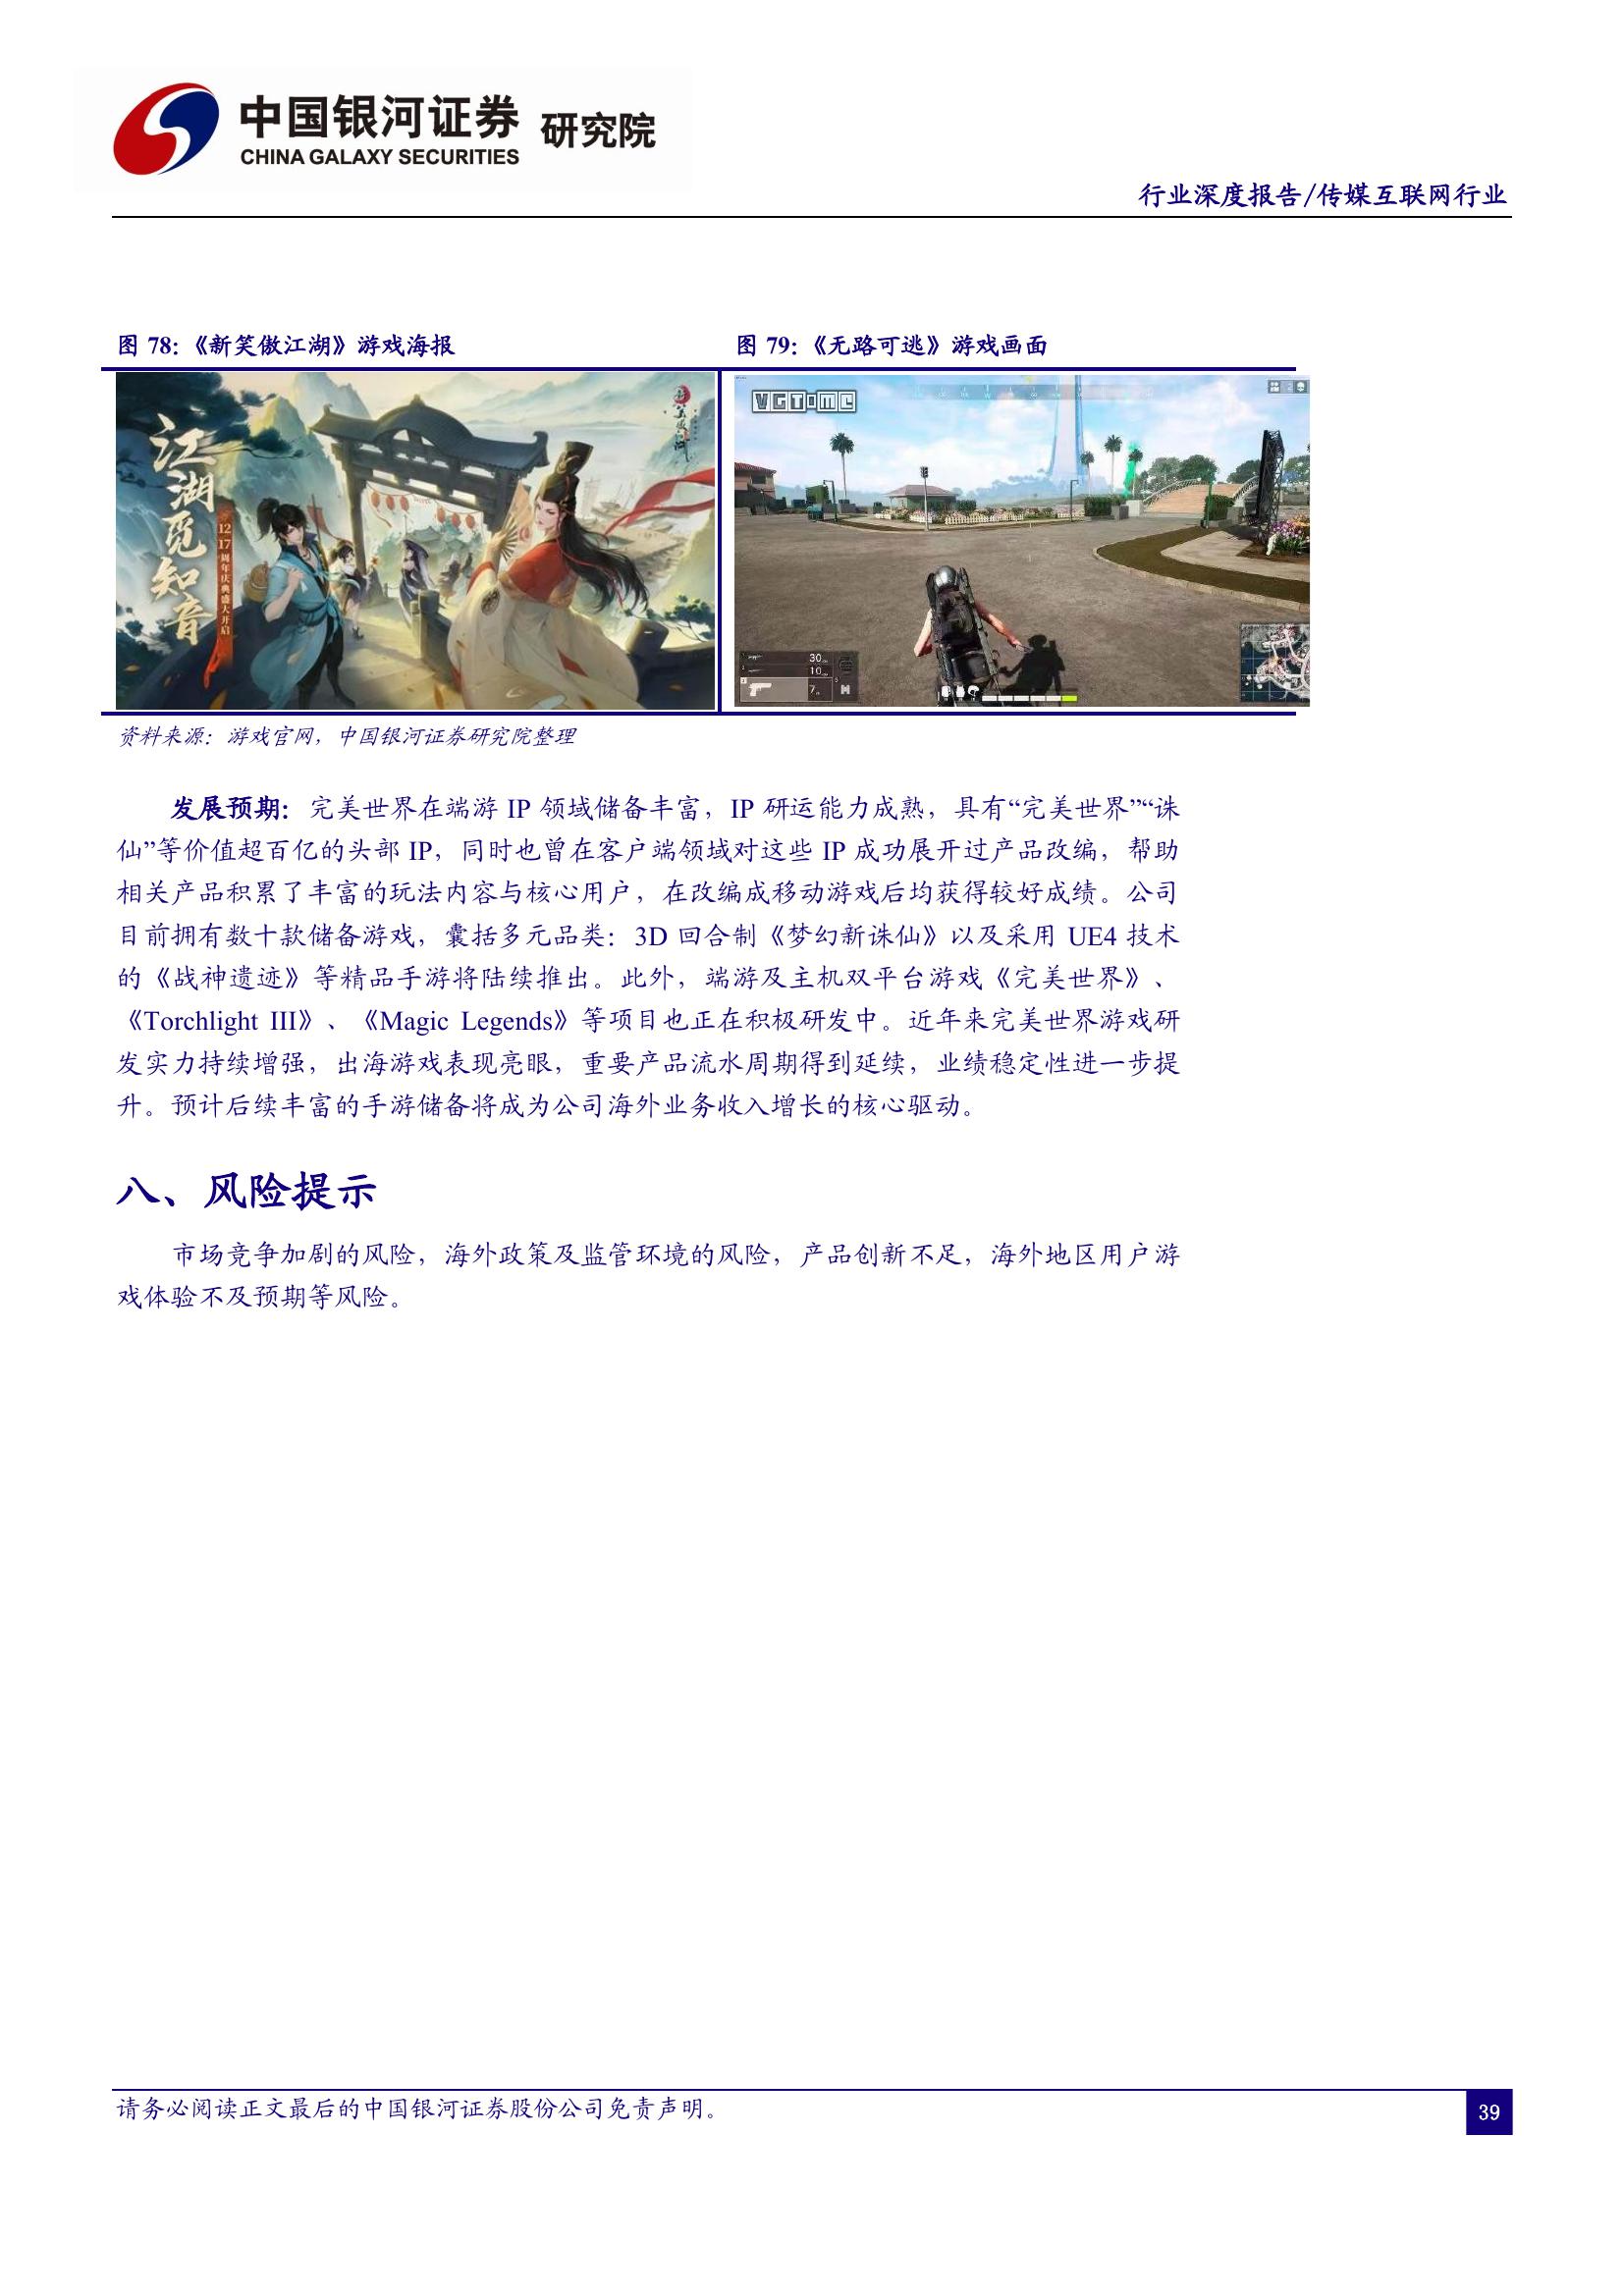 中国银河证券 研究院
CHINA GALAXY SECURITIES
行业深度报告/传媒互联网行业
图 78:《新笑傲江湖》游戏海报
图 79:《无路可逃》游戏画面
江湖觅知音
12 17 周年庆典盛大开启
VGTIME
30
10
7
资料来源：游戏官网，中国银河证券研究院整理
发展预期：完美世界在端游 IP 领域储备丰富，IP 研运能力成熟，具有“完美世界”“诛
仙”等价值超百亿的头部 IP，同时也曾在客户端领域对这些 IP 成功展开过产品改编，帮助
相关产品积累了丰富的玩法内容与核心用户，在改编成移动游戏后均获得较好成绩。公司
目前拥有数十款储备游戏，囊括多元品类：3D 回合制《梦幻新诛仙》以及采用 UE4 技术
的《战神遗迹》等精品手游将陆续推出。此外，端游及主机双平台游戏《完美世界》、
《Torchlight III》、《Magic Legends》等项目也正在积极研发中。近年来完美世界游戏研
发实力持续增强，出海游戏表现亮眼，重要产品流水周期得到延续，业绩稳定性进一步提
升。预计后续丰富的手游储备将成为公司海外业务收入增长的核心驱动。
八、风险提示
市场竞争加剧的风险，海外政策及监管环境的风险，产品创新不足，海外地区用户游
戏体验不及预期等风险。
请务必阅读正文最后的中国银河证券股份公司免责声明。
39